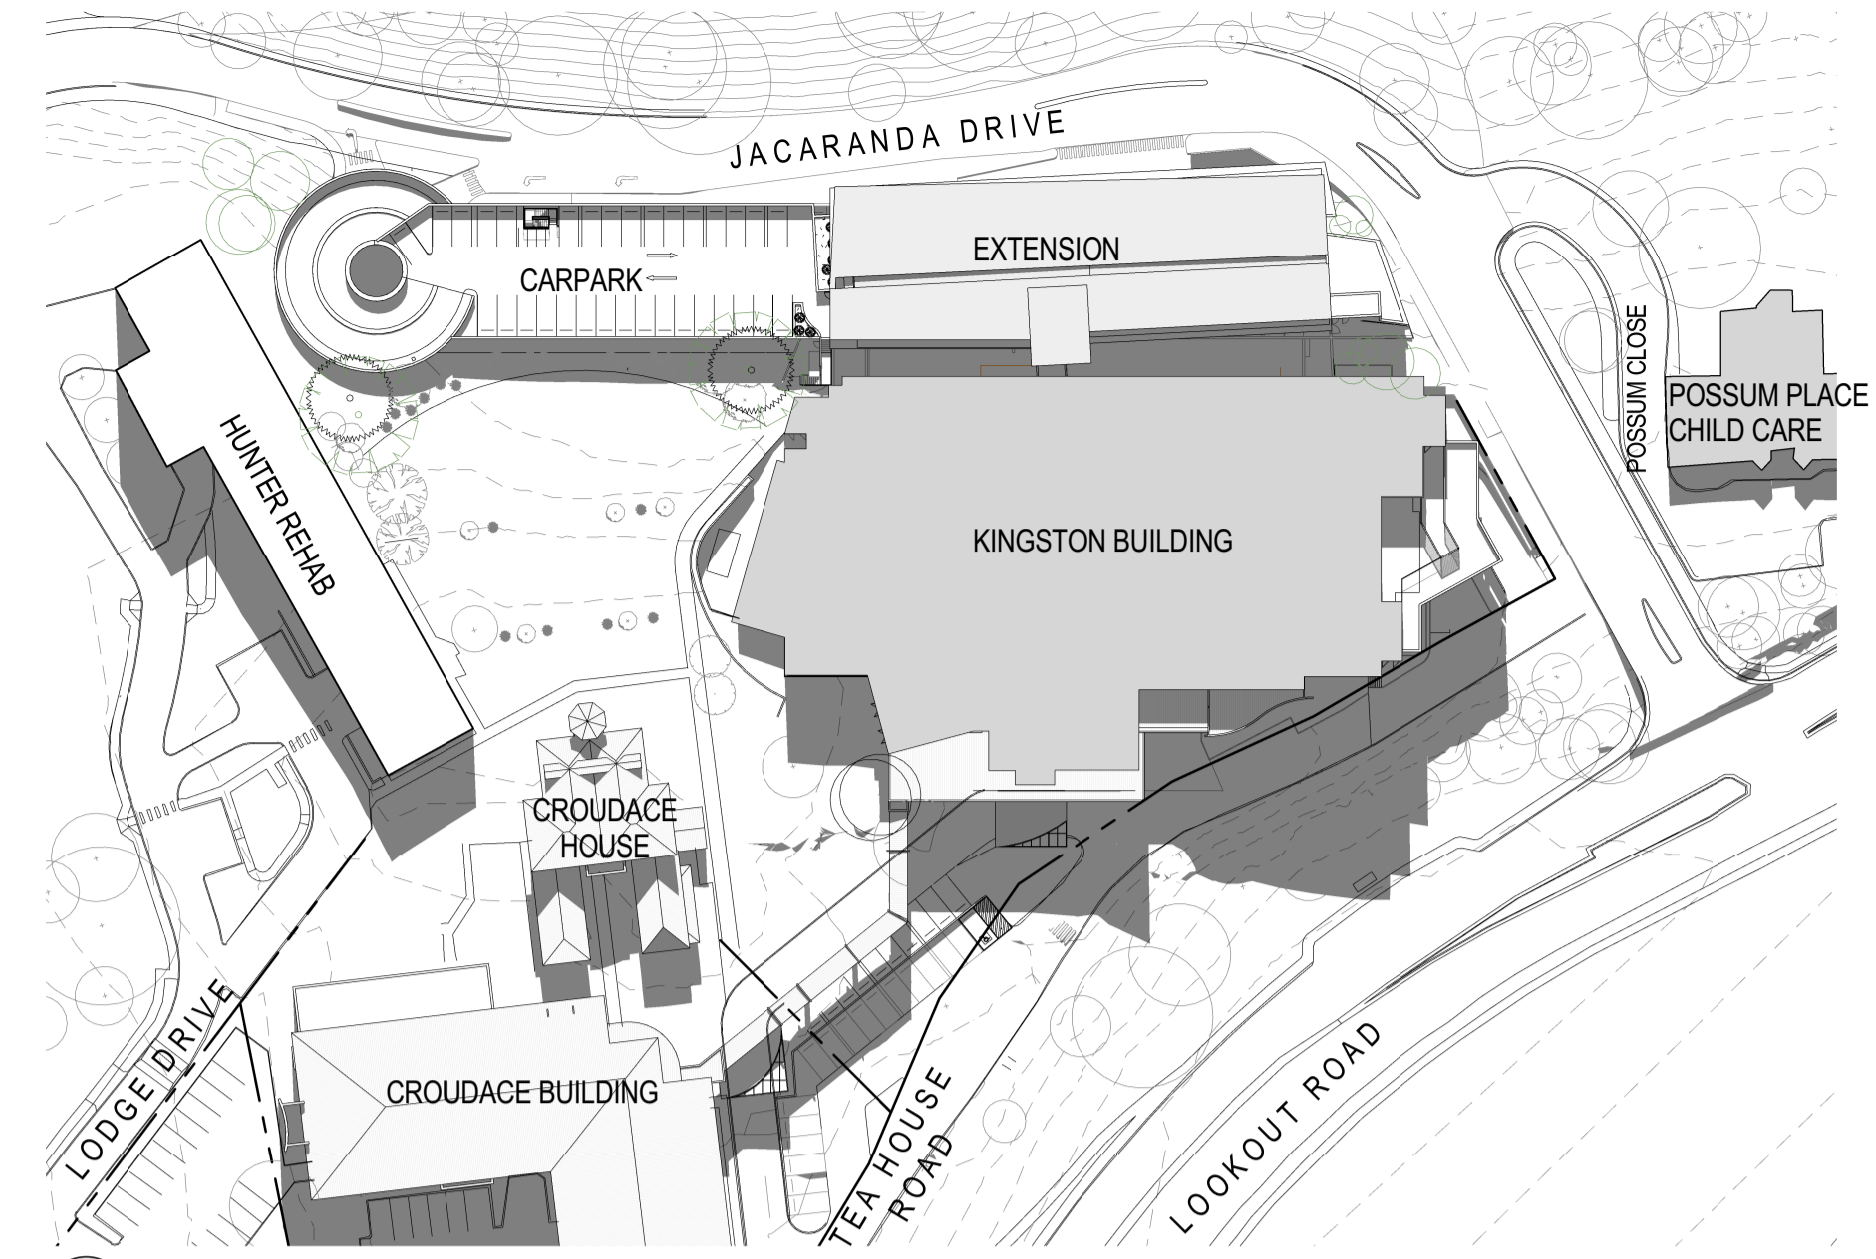 JACARANDA DRIVE
EXTENSION
CARPARK
POSSUM CLOSE
POSSUM PLACE
CHILD CARE
HUNTER REHAB
KINGSTON BUILDING
CROUDACE
HOUSE
LODGE DRIVE
CROUDACE BUILDING
TEA HOUSE
ROAD
LOOKOUT ROAD